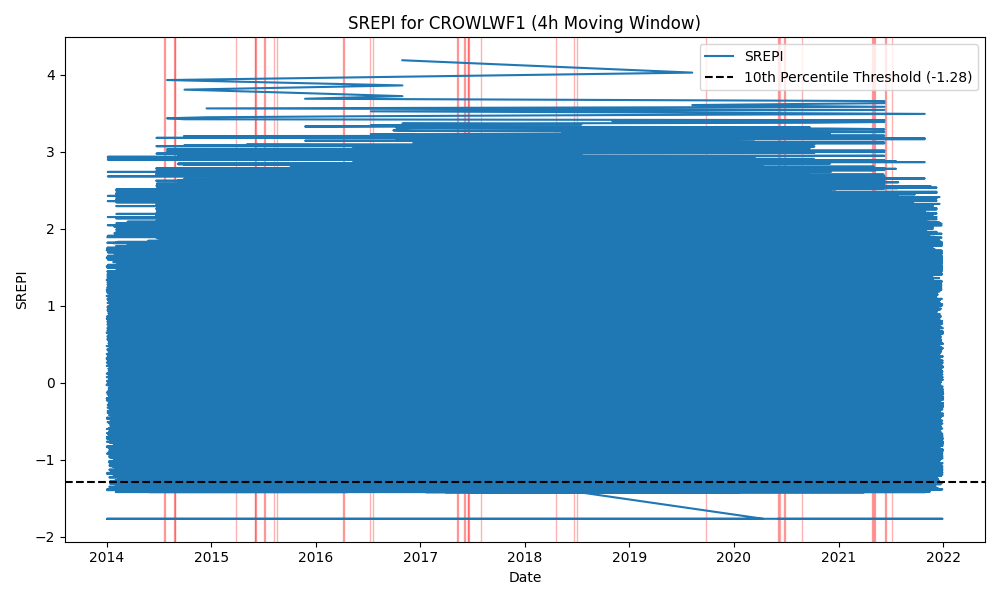 SREPI for CROWLWF1 (4h Moving Window)
SREPI
10th Percentile Threshold (-1.28)
SREPI
4
3
2
1
0
−1
−2
2014 2015 2016 2017 2018 2019 2020 2021 2022
Date